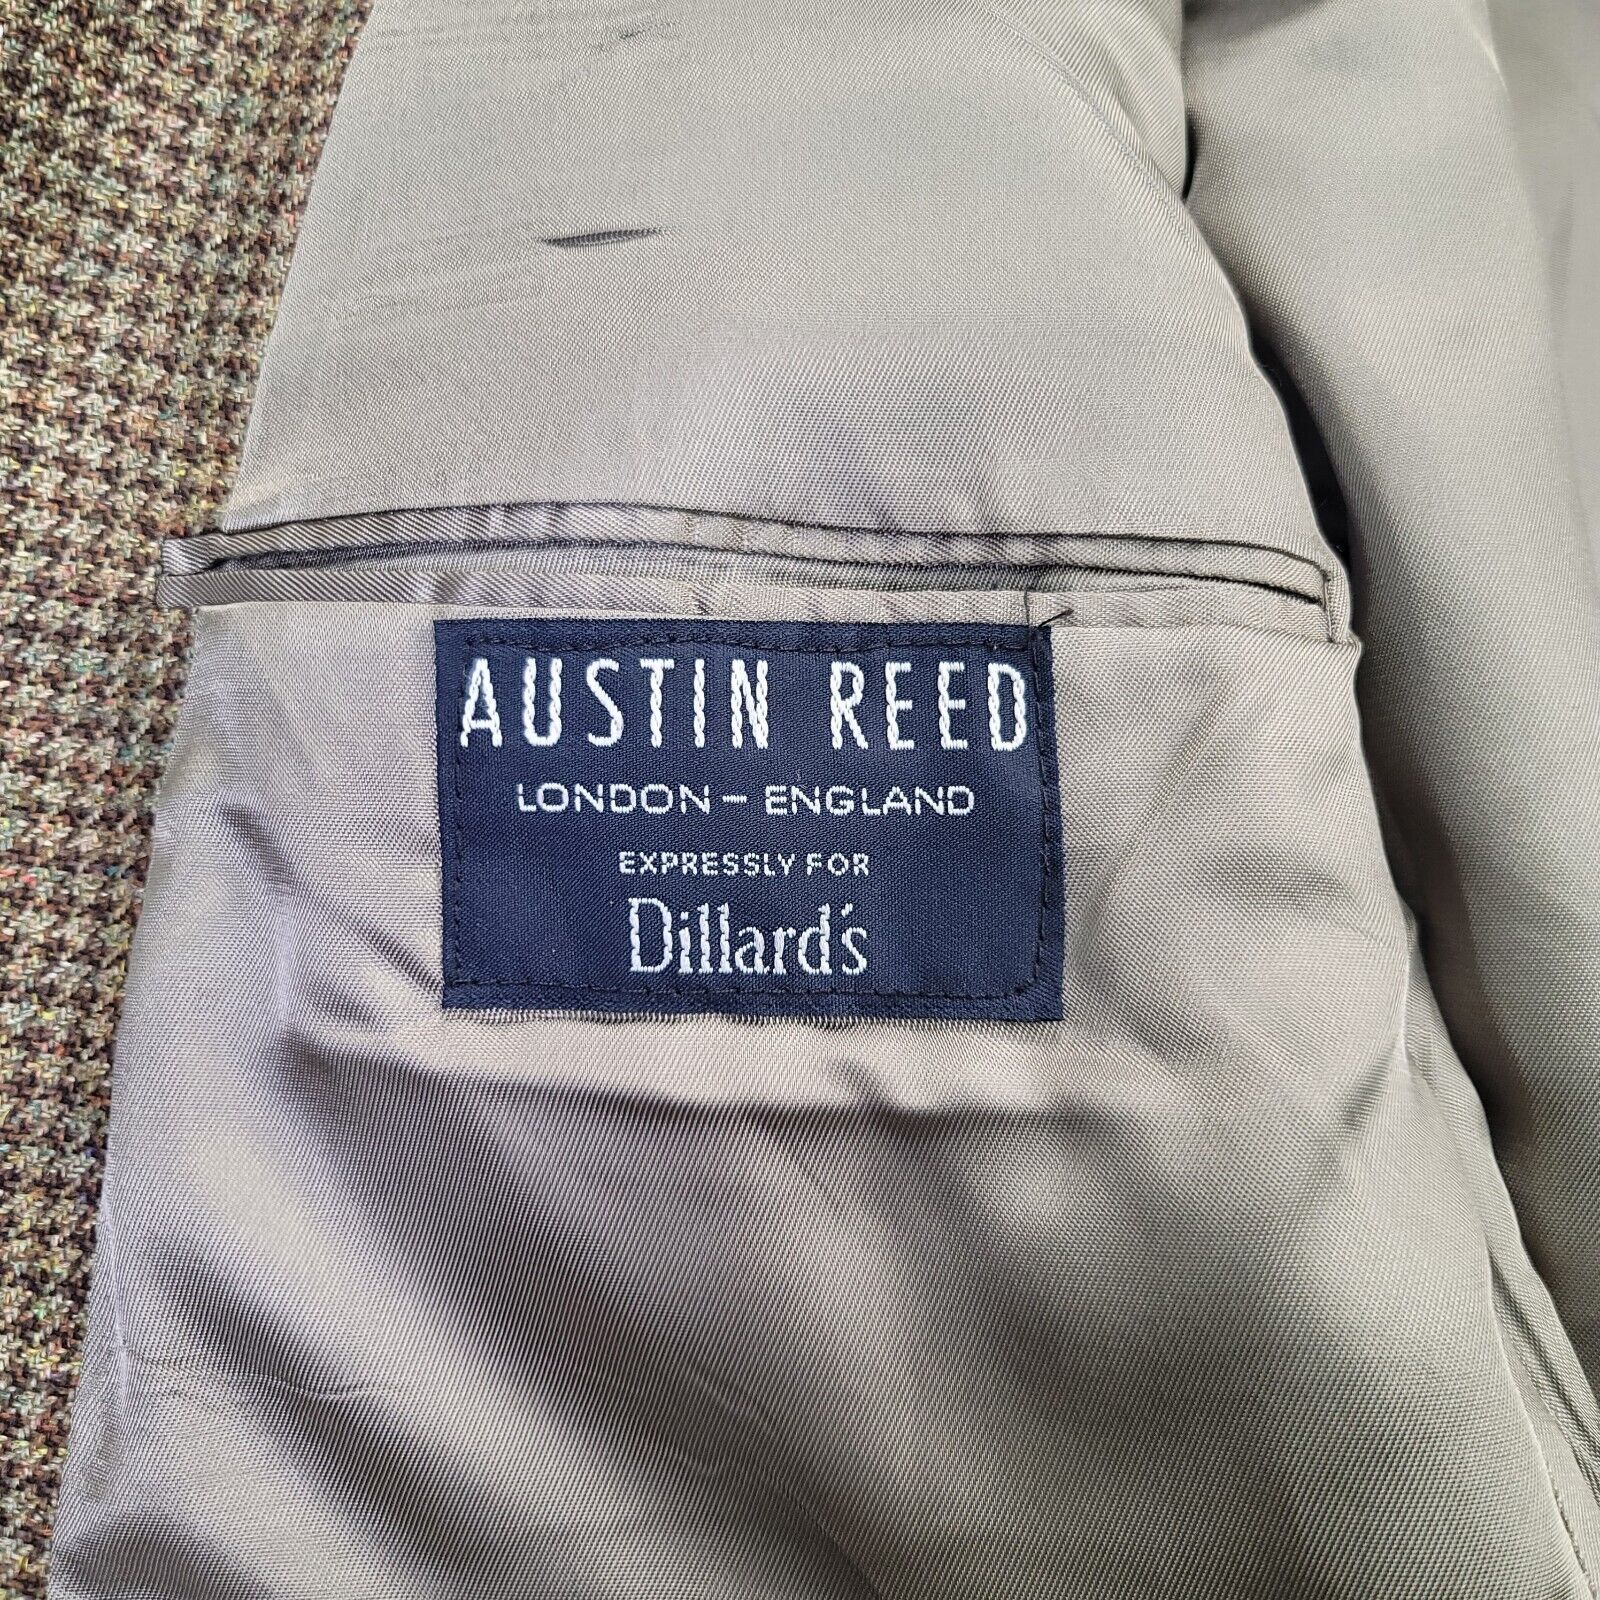 AUSTIN REED
LONDON - ENGLAND
EXPRESSLY FOR
Dillard's